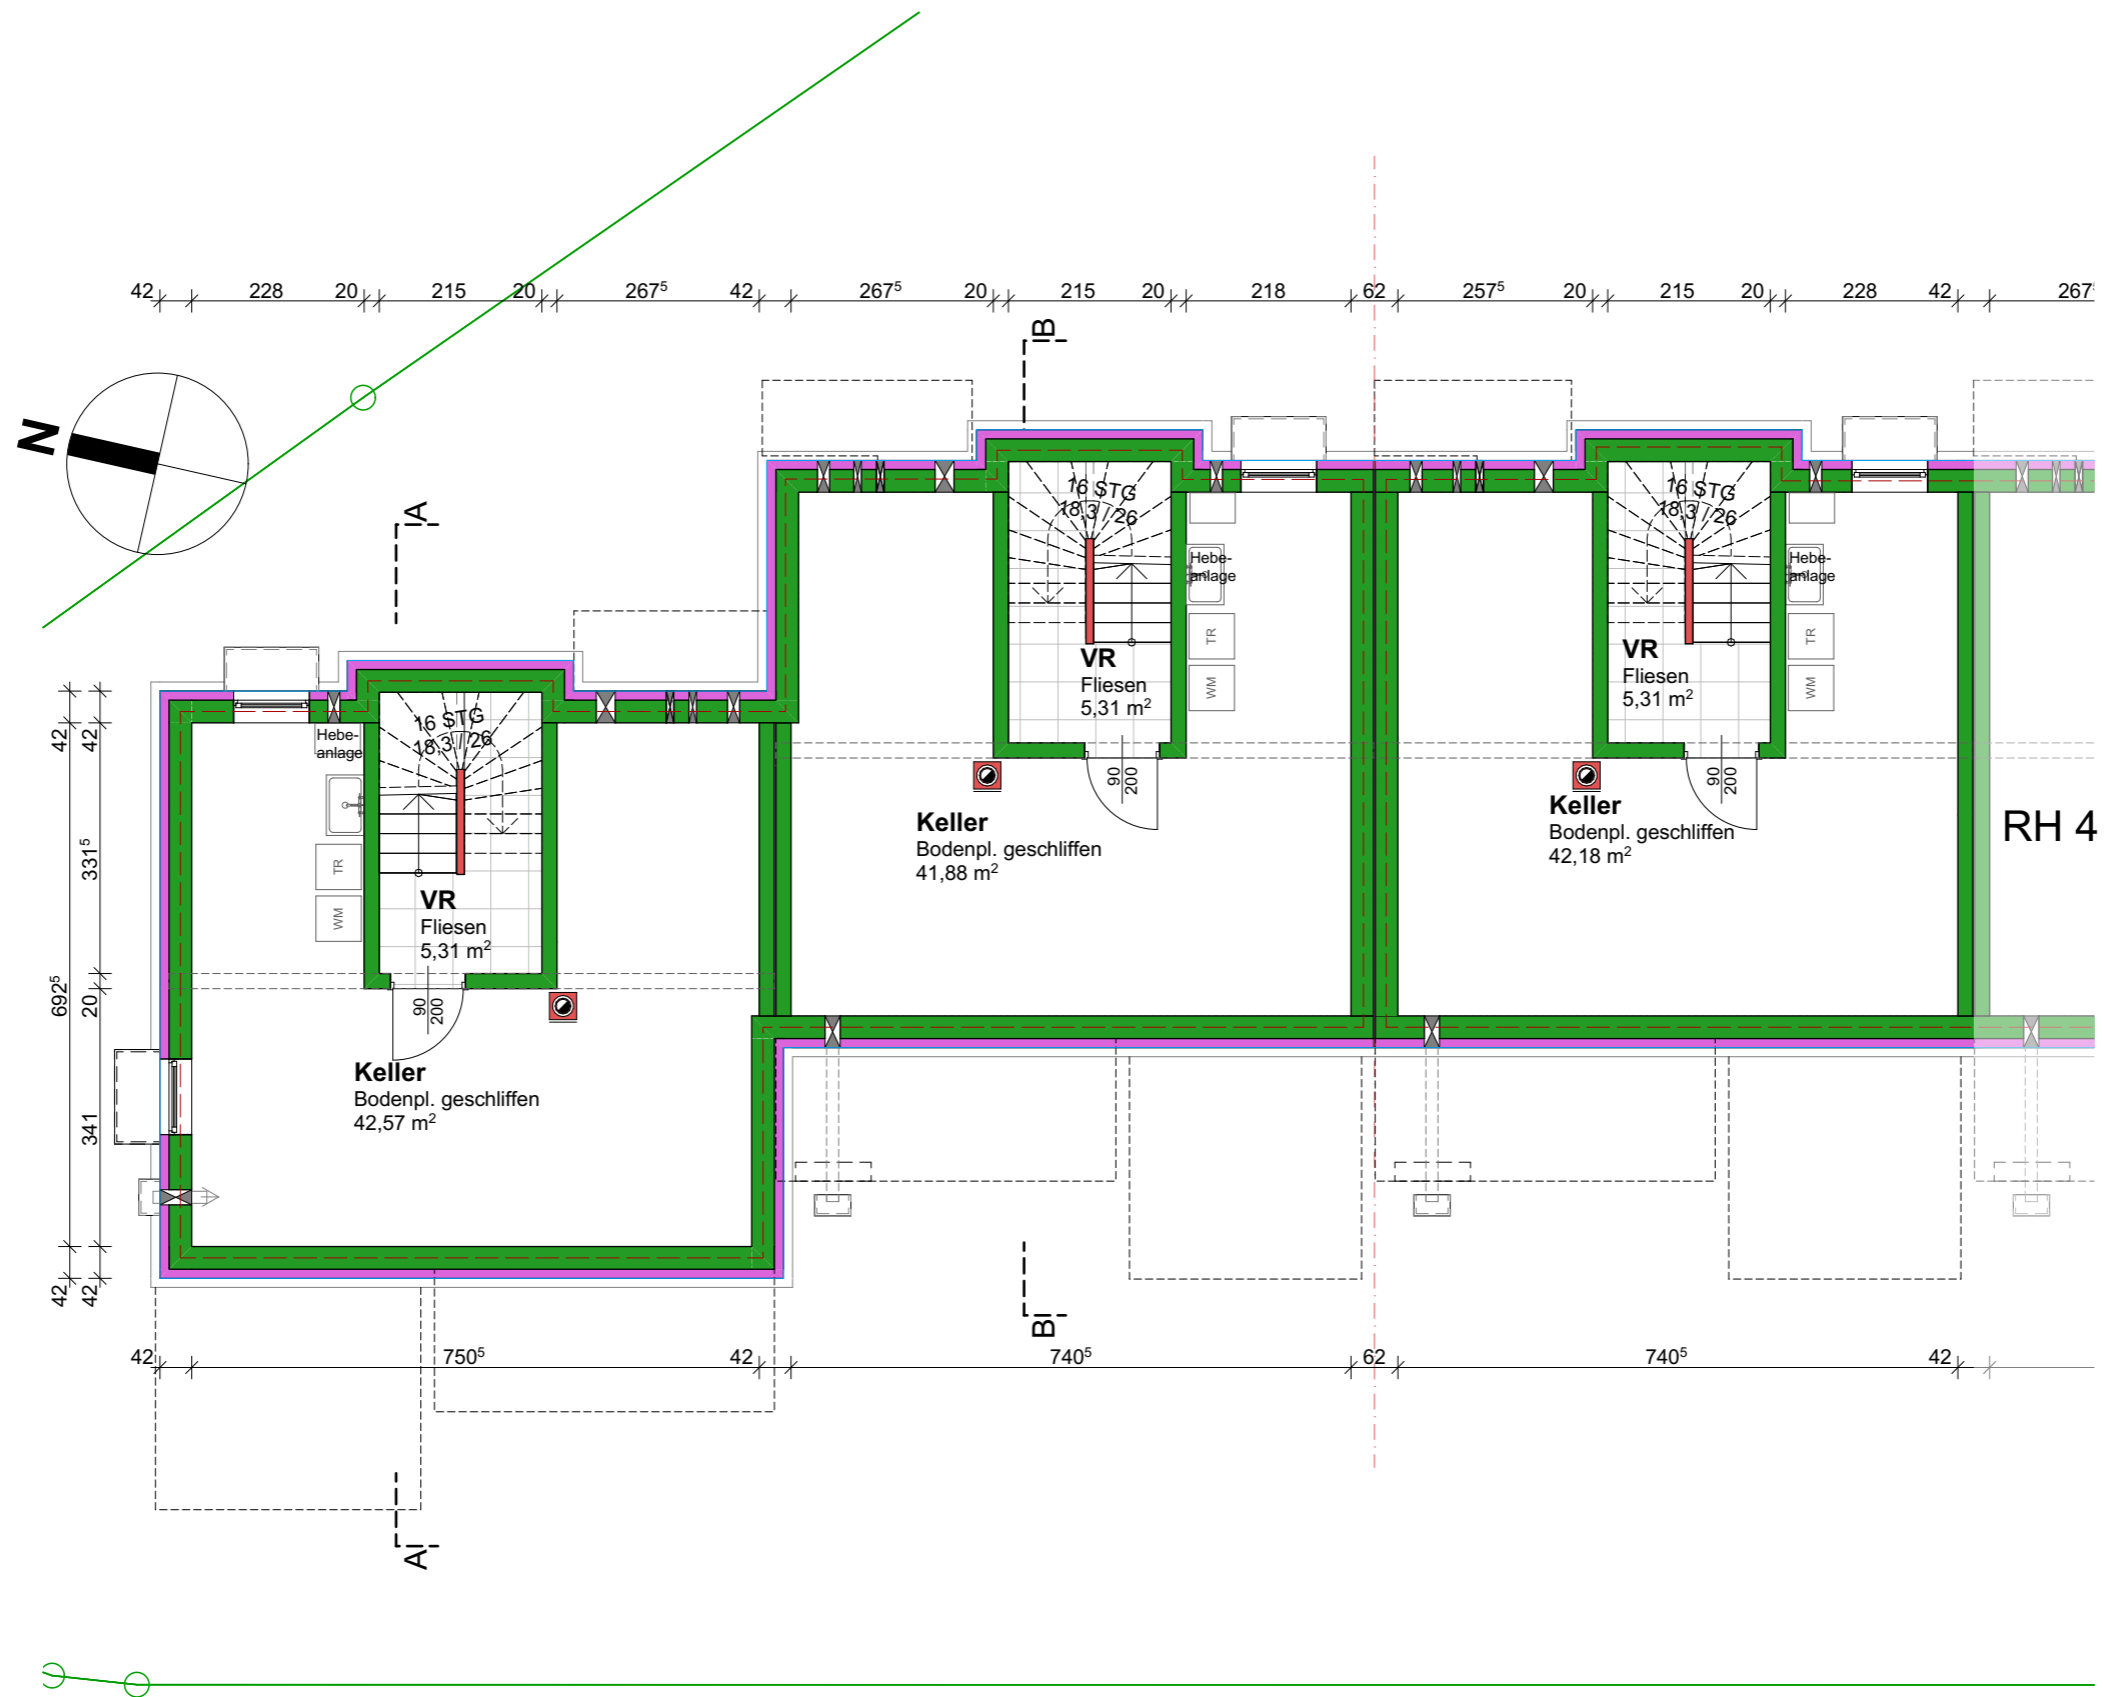 42 228 20 215 20 267⁵ 42 267⁵ 20 215 20 218 62 257⁵ 20 215 20 228 42 267⁵
B
N
A
16 STG
18,3 / 26
Hebe-
anlage
TR
WM
VR
Fliesen
5,31 m²
90
200
Keller
Bodenpl. geschliffen
41,88 m²
16 STG
18,3 / 26
Hebe-
anlage
TR
WM
VR
Fliesen
5,31 m²
90
200
Keller
Bodenpl. geschliffen
42,18 m²
RH 4
16 STG
18,3 / 26
Hebe-
anlage
TR
WM
VR
Fliesen
5,31 m²
90
200
Keller
Bodenpl. geschliffen
42,57 m²
42 692⁵ 42
42 331⁵ 20 341 42
B
42 750⁵ 42 740⁵ 62 740⁵ 42
A